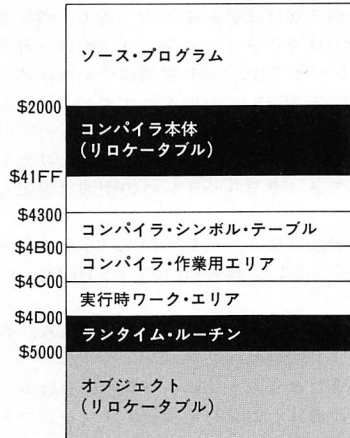 ソース・プログラム
$2000
コンパイラ本体
(リロケータブル)
$41FF
$4300
コンパイラ・シンボル・テーブル
$4B00
コンパイラ・作業用エリア
$4C00
実行時ワーク・エリア
$4D00
ランタイム・ルーチン
$5000
オブジェクト
(リロケータブル)